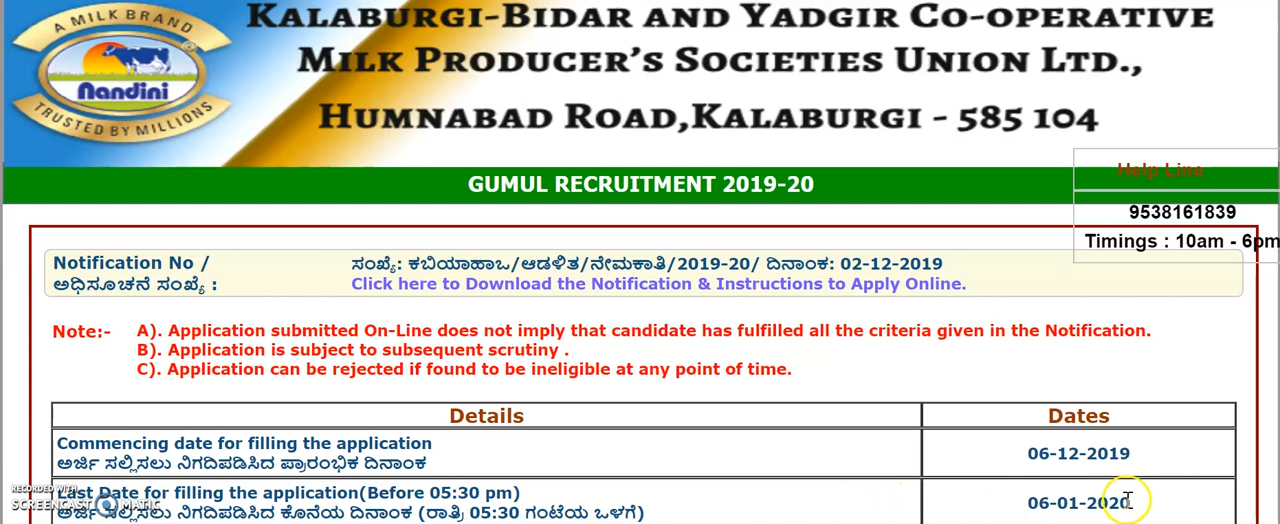 A MILK BRAND
nandini
®
TRUSTED BY MILLIONS
KALABURGI-BIDAR AND YADGIR CO-OPERATIVE
MILK PRODUCER'S SOCIETIES UNION LTD.,
HUMNABAD ROAD,KALABURGI - 585 104
Help Line
GUMUL RECRUITMENT 2019-20
9538161839
Timings : 10am - 6pm
Notification No / ಸಂಖ್ಯೆ: ಕಬಿಯಾಹಾಒ/ಆಡಳಿತ/ನೇಮಕಾತಿ/2019-20/ ದಿನಾಂಕ: 02-12-2019
ಅಧಿಸೂಚನೆ ಸಂಖ್ಯೆ : Click here to Download the Notification & Instructions to Apply Online.
Note:- A). Application submitted On-Line does not imply that candidate has fulfilled all the criteria given in the Notification.
B). Application is subject to subsequent scrutiny .
C). Application can be rejected if found to be ineligible at any point of time.
Details Dates
Commencing date for filling the application
ಅರ್ಜಿ ಸಲ್ಲಿಸಲು ನಿಗದಿಪಡಿಸಿದ ಪ್ರಾರಂಭಿಕ ದಿನಾಂಕ 06-12-2019
Last Date for filling the application(Before 05:30 pm)
ಅರ್ಜಿ ಸಲ್ಲಿಸಲು ನಿಗದಿಪಡಿಸಿದ ಕೊನೆಯ ದಿನಾಂಕ (ರಾತ್ರಿ 05:30 ಗಂಟೆಯ ಒಳಗೆ) 06-01-2020
RECORDED WITH
SCREENCAST MATIC